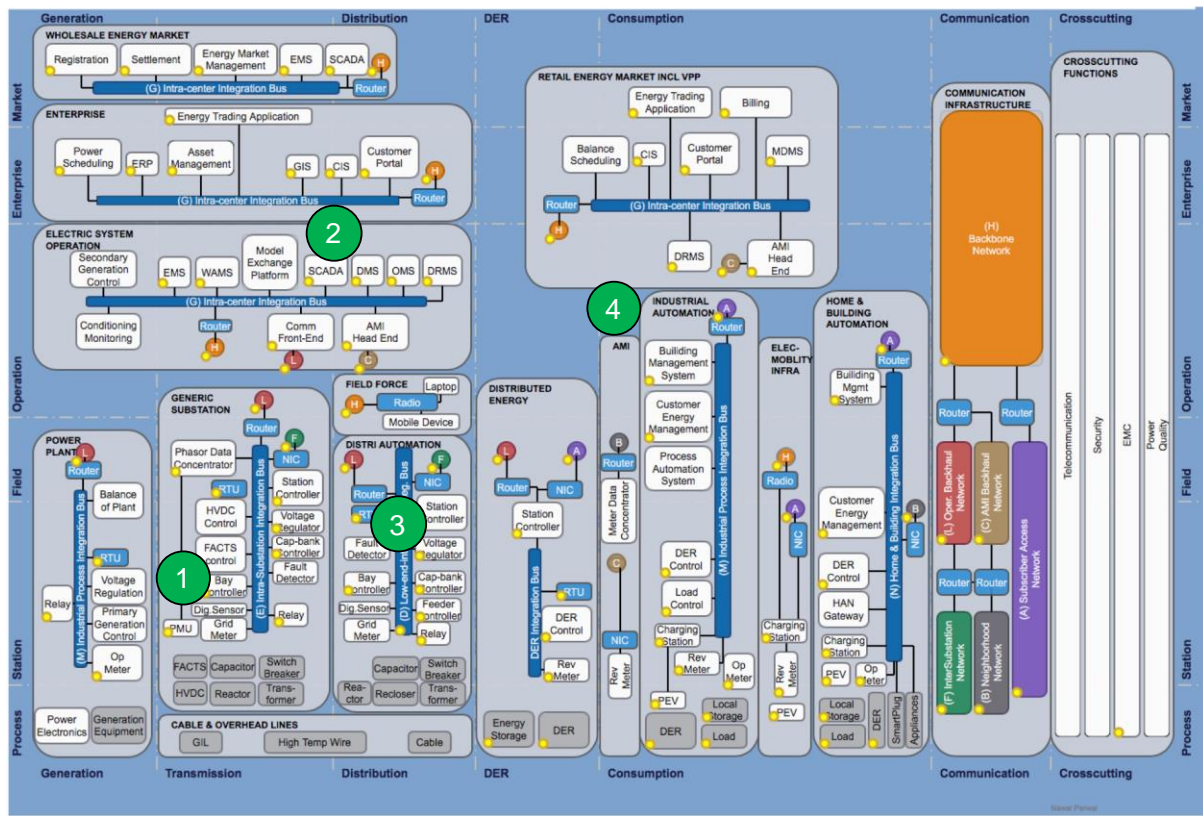 Generation
Distribution
DER
Consumption
Communication
Crosscutting
Market
Enterprise
Operation
Field
Station
Process
WHOLESALE ENERGY MARKET
Registration
Settlement
Energy Market
Management
EMS
SCADA
H
(G) Intra-center Integration Bus
Router
ENTERPRISE
Energy Trading Application
Power
Scheduling
ERP
Asset
Management
GIS
CIS
Customer
Portal
H
(G) Intra-center Integration Bus
Router
2
ELECTRIC SYSTEM
OPERATION
Secondary
Generation
Control
EMS
WAMS
Model
Exchange
Platform
SCADA
DMS
OMS
DRMS
(G) Intra-center Integration Bus
Conditioning
Monitoring
Router
H
Comm
Front-End
L
AMI
Head End
C
RETAIL ENERGY MARKET INCL VPP
Energy Trading
Application
Billing
Balance
Scheduling
CIS
Customer
Portal
MDMS
Router
(G) Intra-center Integration Bus
H
DRMS
C
AMI
Head
End
POWER
PLANT
L
Router
(M) Industrial Process Integration Bus
Balance
of Plant
RTU
Voltage
Regulation
Relay
Primary
Generation
Control
Op
Meter
Power
Electronics
Generation
Equipment
GENERIC
SUBSTATION
L
Router
F
NIC
Phasor Data
Concentrator
RTU
(E) Intra-Substation Integration Bus
Station
Controller
HVDC
Control
Voltage
Regulator
FACTS
control
Cap-bank
Controller
1
Bay
Controller
Fault
Detector
Dig.Sensor
PMU
Grid
Meter
Relay
FACTS
Capacitor
Switch
Breaker
HVDC
Reactor
Trans-
former
CABLE & OVERHEAD LINES
GIL
High Temp Wire
Cable
FIELD FORCE
Laptop
H
Radio
Mobile Device
DISTRI AUTOMATION
L
F
Router
NIC
3
Station
Controller
Fault
Detector
Voltage
Regulator
Bay
Controller
Cap-bank
Controller
Dig.Sensor
Feeder
Controller
Grid
Meter
Relay
Capacitor
Switch
Breaker
Rea-
ctor
Recloser
Trans-
former
DISTRIBUTED
ENERGY
L
A
Router
NIC
Station
Controller
DER Integration Bus
RTU
DER
Control
Rev
Meter
Energy
Storage
DER
4
AMI
B
Router
Meter Data
Concentrator
C
NIC
Rev
Meter
INDUSTRIAL
AUTOMATION
A
Router
Buiilding
Management
System
Customer
Energy
Management
Process
Automation
System
(M) Industrial Process Integration Bus
DER
Control
Load
Control
Charging
Station
Rev
Meter
Op
Meter
PEV
DER
Local
Storage
Load
ELEC-
MOBLITY
INFRA
H
Radio
A
NIC
Charging
Station
Rev
Meter
PEV
HOME &
BUILDING
AUTOMATION
A
Router
Buiilding
Mgmt
System
(N) Home & Building Integration Bus
Customer
Energy
Management
B
NIC
DER
Control
HAN
Gateway
Charging
Station
PEV
Op
Meter
Local
Storage
Load
DER
SmartPlug
Appliances
COMMUNICATION
INFRASTRUCTURE
(H)
Backbone
Network
Router
Router
(L) Oper. Backhaul
Network
(C) AMI Backhaul
Network
(A) Subscriber Access
Network
Router
Router
(F) InterSubstation
Network
(B) Neighborhood
Network
CROSSCUTTING
FUNCTIONS
Telecommunication
Security
EMC
Power
Quality
Market
Enterprise
Operation
Field
Station
Process
Generation
Transmission
Distribution
DER
Consumption
Communication
Crosscutting